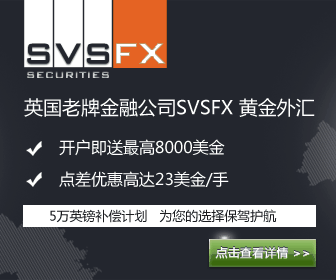 SVSFX
SECURITIES
英国老牌金融公司SVSFX 黄金外汇
开户即送最高8000美金
点差优惠高达23美金/手
5万英镑补偿计划 为您的选择保驾护航
点击查看详情 >>